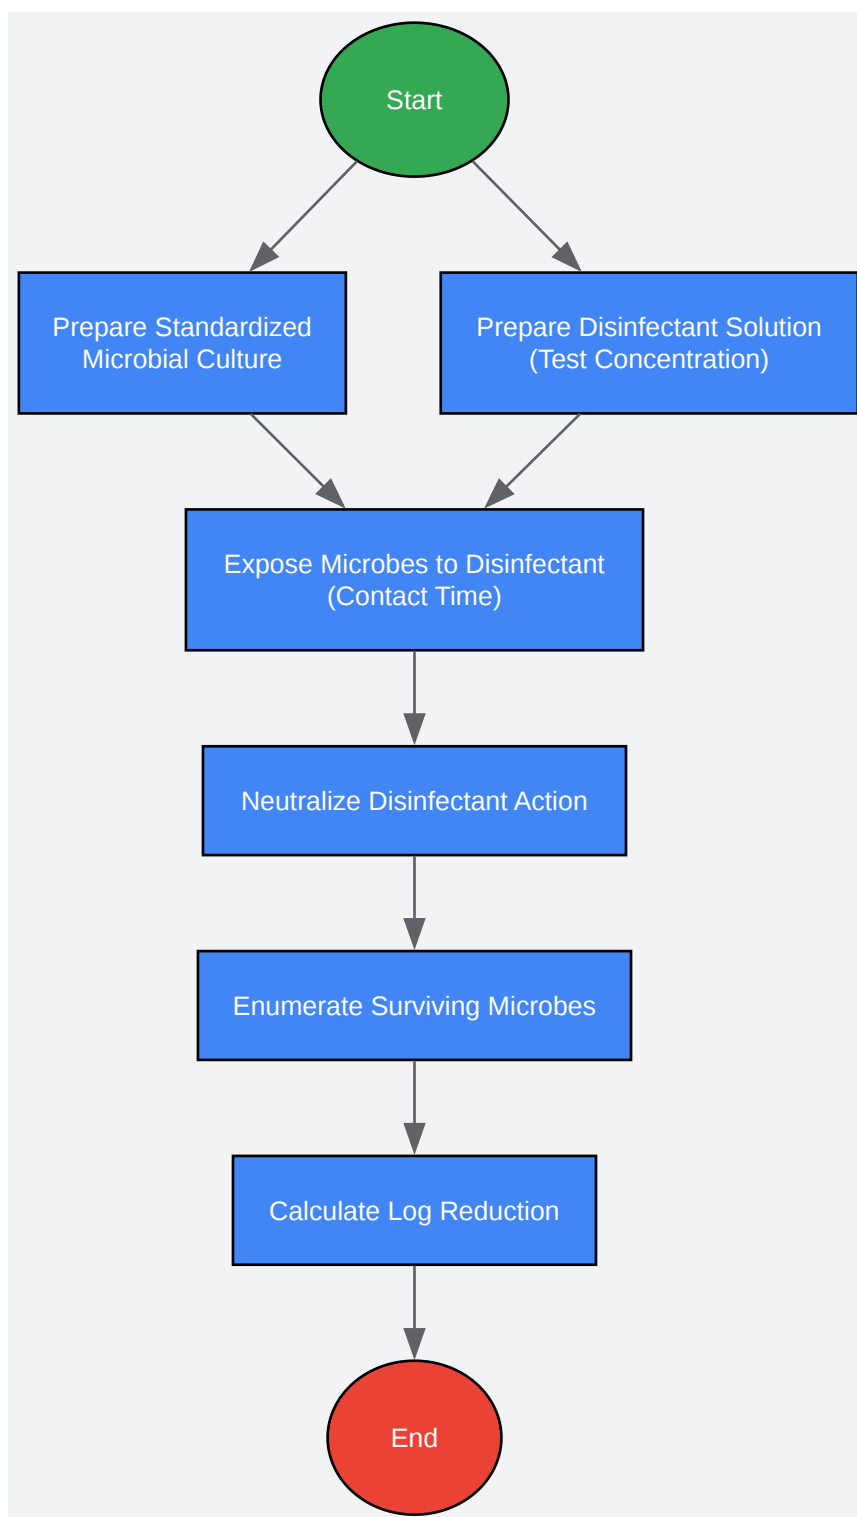 Start
Prepare Standardized
Microbial Culture
Prepare Disinfectant Solution
(Test Concentration)
Expose Microbes to Disinfectant
(Contact Time)
Neutralize Disinfectant Action
Enumerate Surviving Microbes
Calculate Log Reduction
End